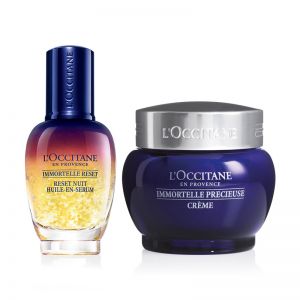 L'OCCITANE
EN PROVENCE
IMMORTELLE RESET
RESET NUIT
HUILE-EN-SÉRUM
L'OCCITANE
L'OCCITANE
EN PROVENCE
IMMORTELLE PRECIEUSE
CRÈME